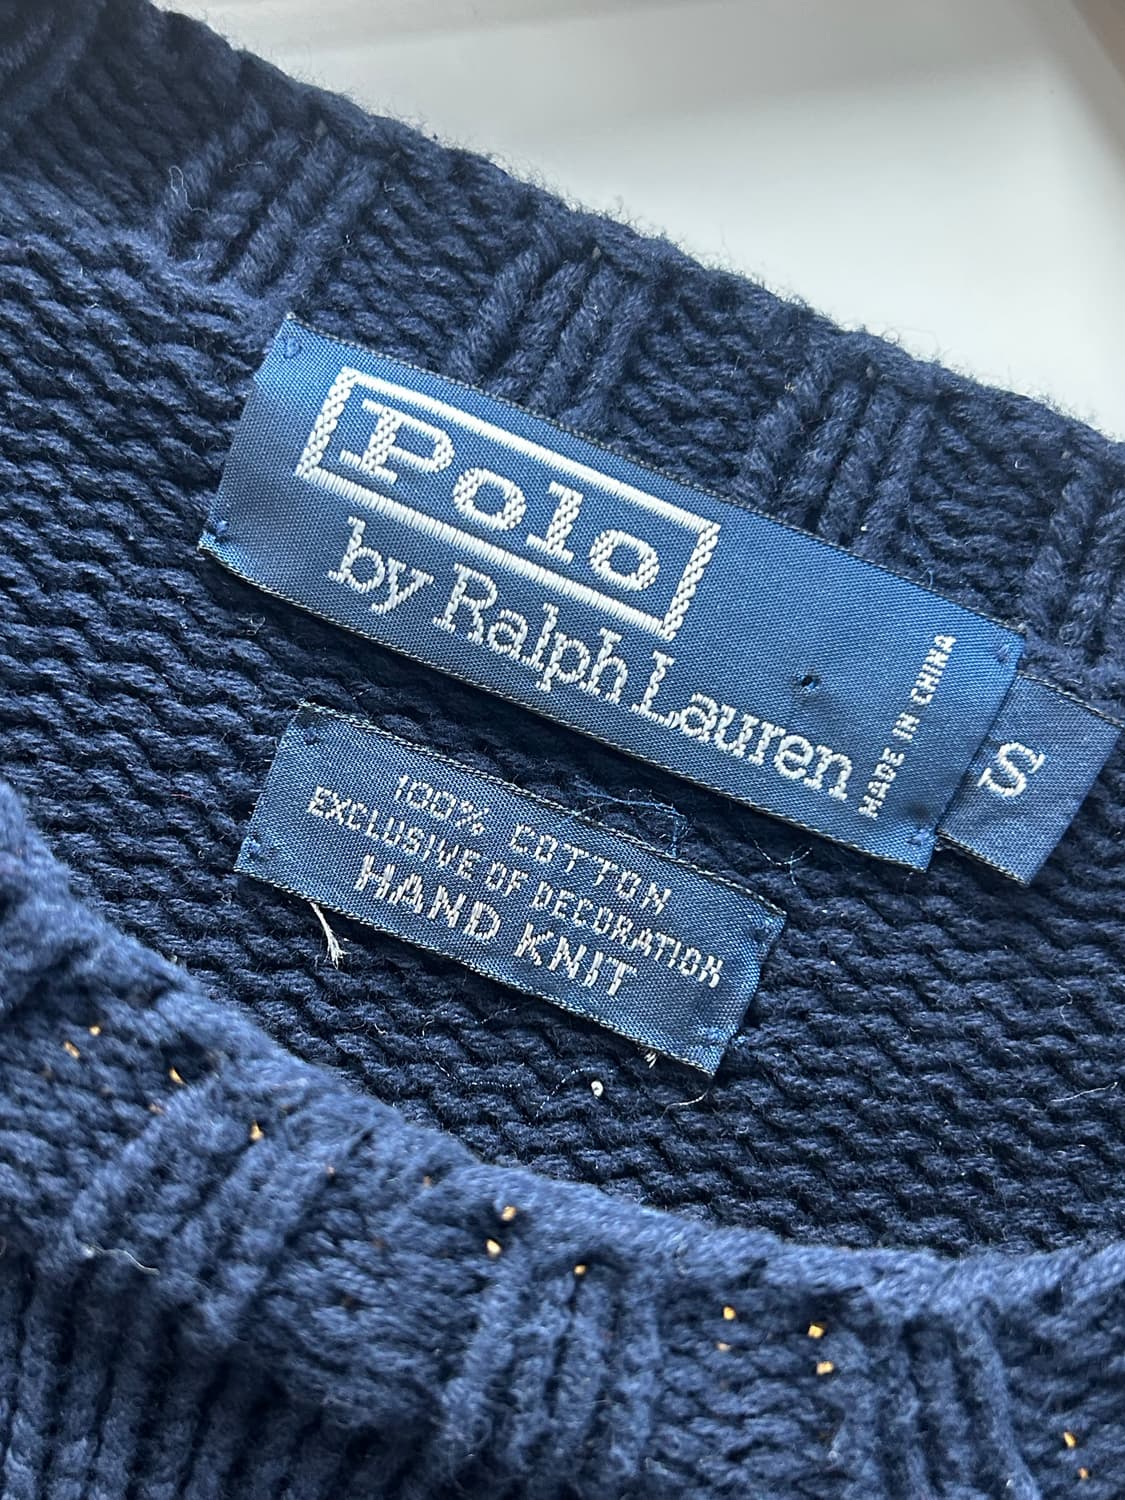 Polo
by Ralph Lauren
MADE IN CHINA
S
100% COTTON
EXCLUSIVE OF DECORATION
HAND KNIT